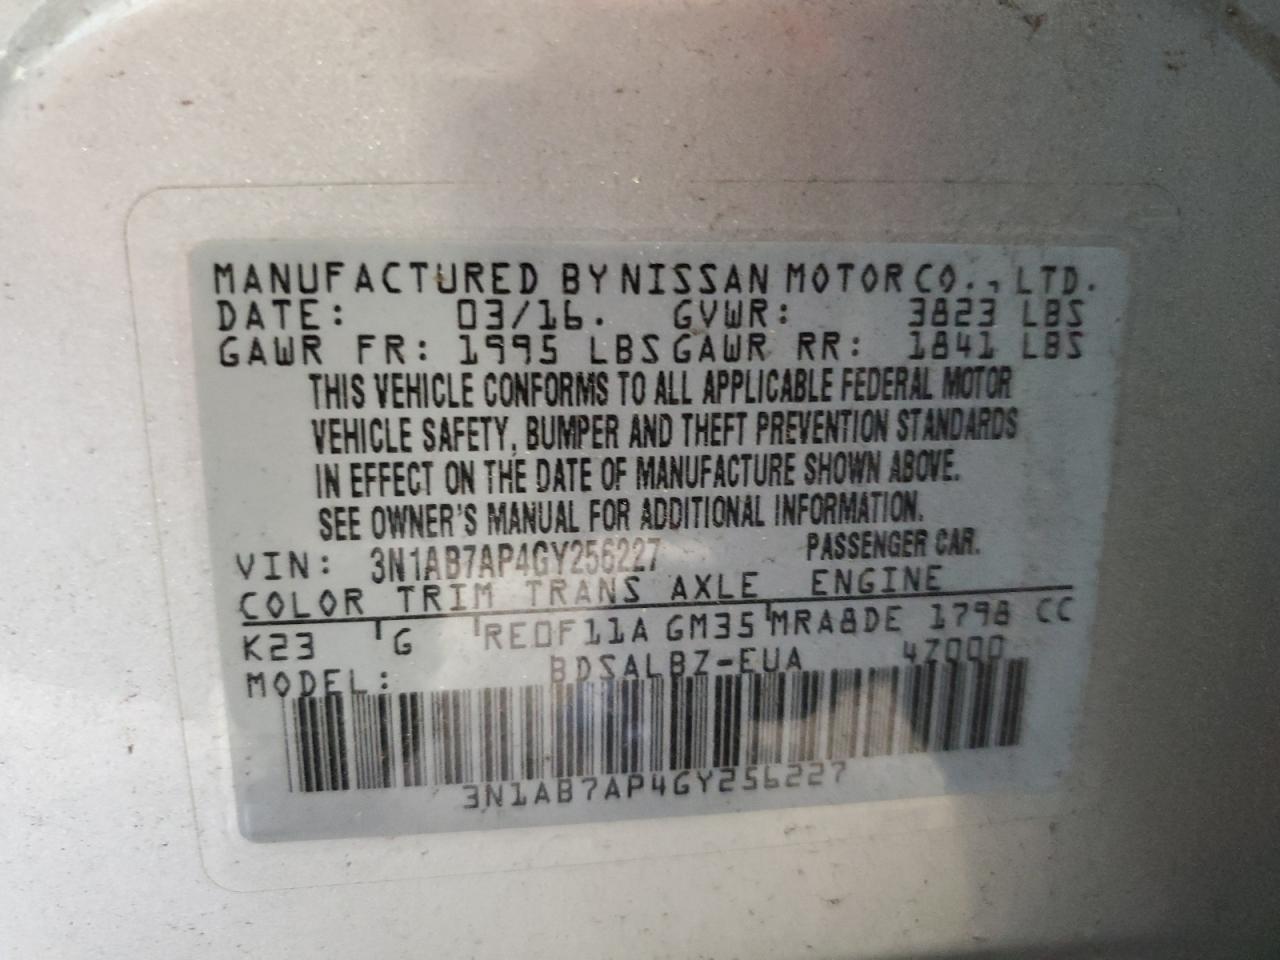 MANUFACTURED BY NISSAN MOTOR CO., LTD.
DATE: 03/16. GVWR: 3823 LBS
GAWR FR: 1995 LBS GAWR RR: 1841 LBS
THIS VEHICLE CONFORMS TO ALL APPLICABLE FEDERAL MOTOR
VEHICLE SAFETY, BUMPER AND THEFT PREVENTION STANDARDS
IN EFFECT ON THE DATE OF MANUFACTURE SHOWN ABOVE.
SEE OWNER'S MANUAL FOR ADDITIONAL INFORMATION.
VIN: 3N1AB7AP4GY256227 PASSENGER CAR.
COLOR TRIM TRANS AXLE ENGINE
K23 G RE0F11A GM35 MRA8DE 1798 CC
MODEL: BDSALBZ-EUA 47000
3N1AB7AP4GY256227